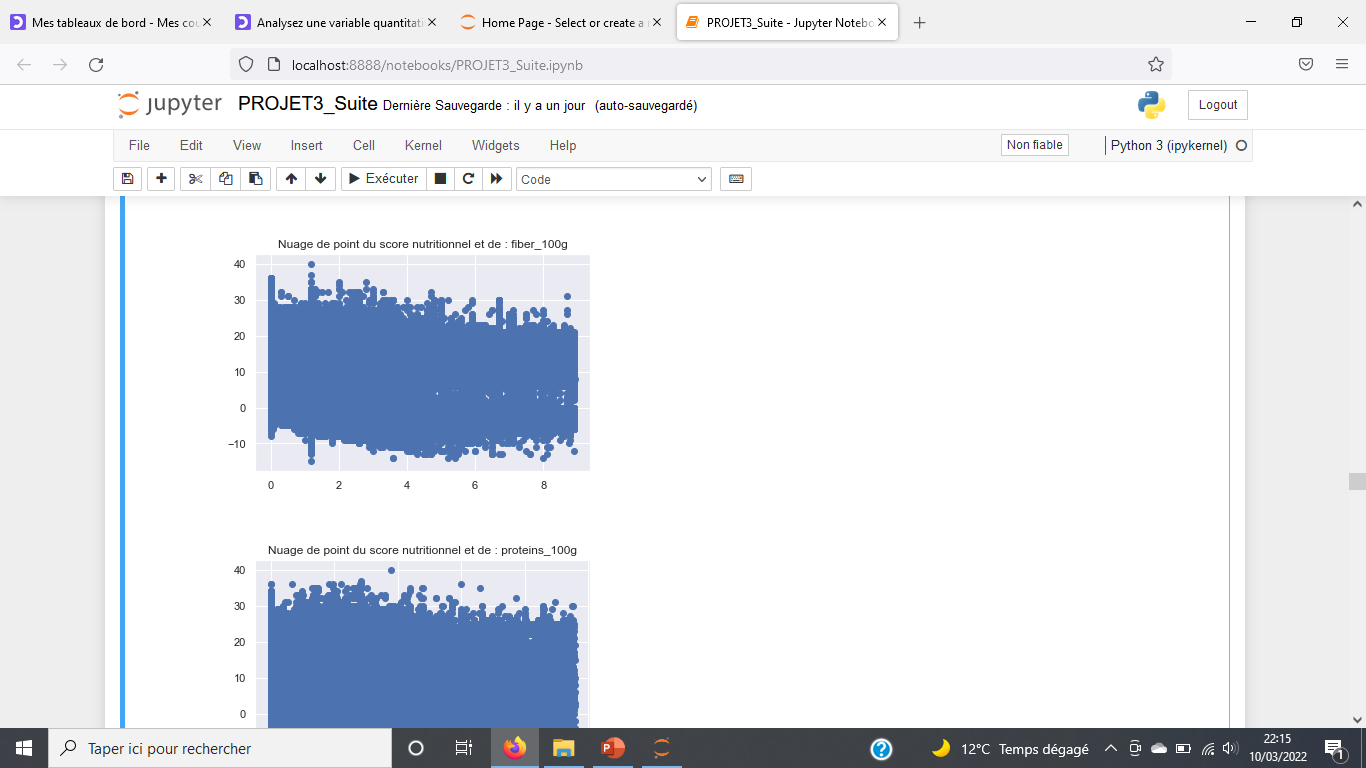 Mes tableaux de bord - Mes cou
Analysez une variable quantitati
Home Page - Select or create a n
PROJET3_Suite - Jupyter Notebo
localhost:8888/notebooks/PROJET3_Suite.ipynb
jupyter PROJET3_Suite Dernière Sauvegarde : il y a un jour (auto-sauvegardé)
Logout
File Edit View Insert Cell Kernel Widgets Help
Non fiable
Python 3 (ipykernel)
Exécuter
Code
Nuage de point du score nutritionnel et de : fiber_100g
40
30
20
10
0
−10
0 2 4 6 8
Nuage de point du score nutritionnel et de : proteins_100g
40
30
20
10
0
Taper ici pour rechercher
12°C Temps dégagé
22:15
10/03/2022
1